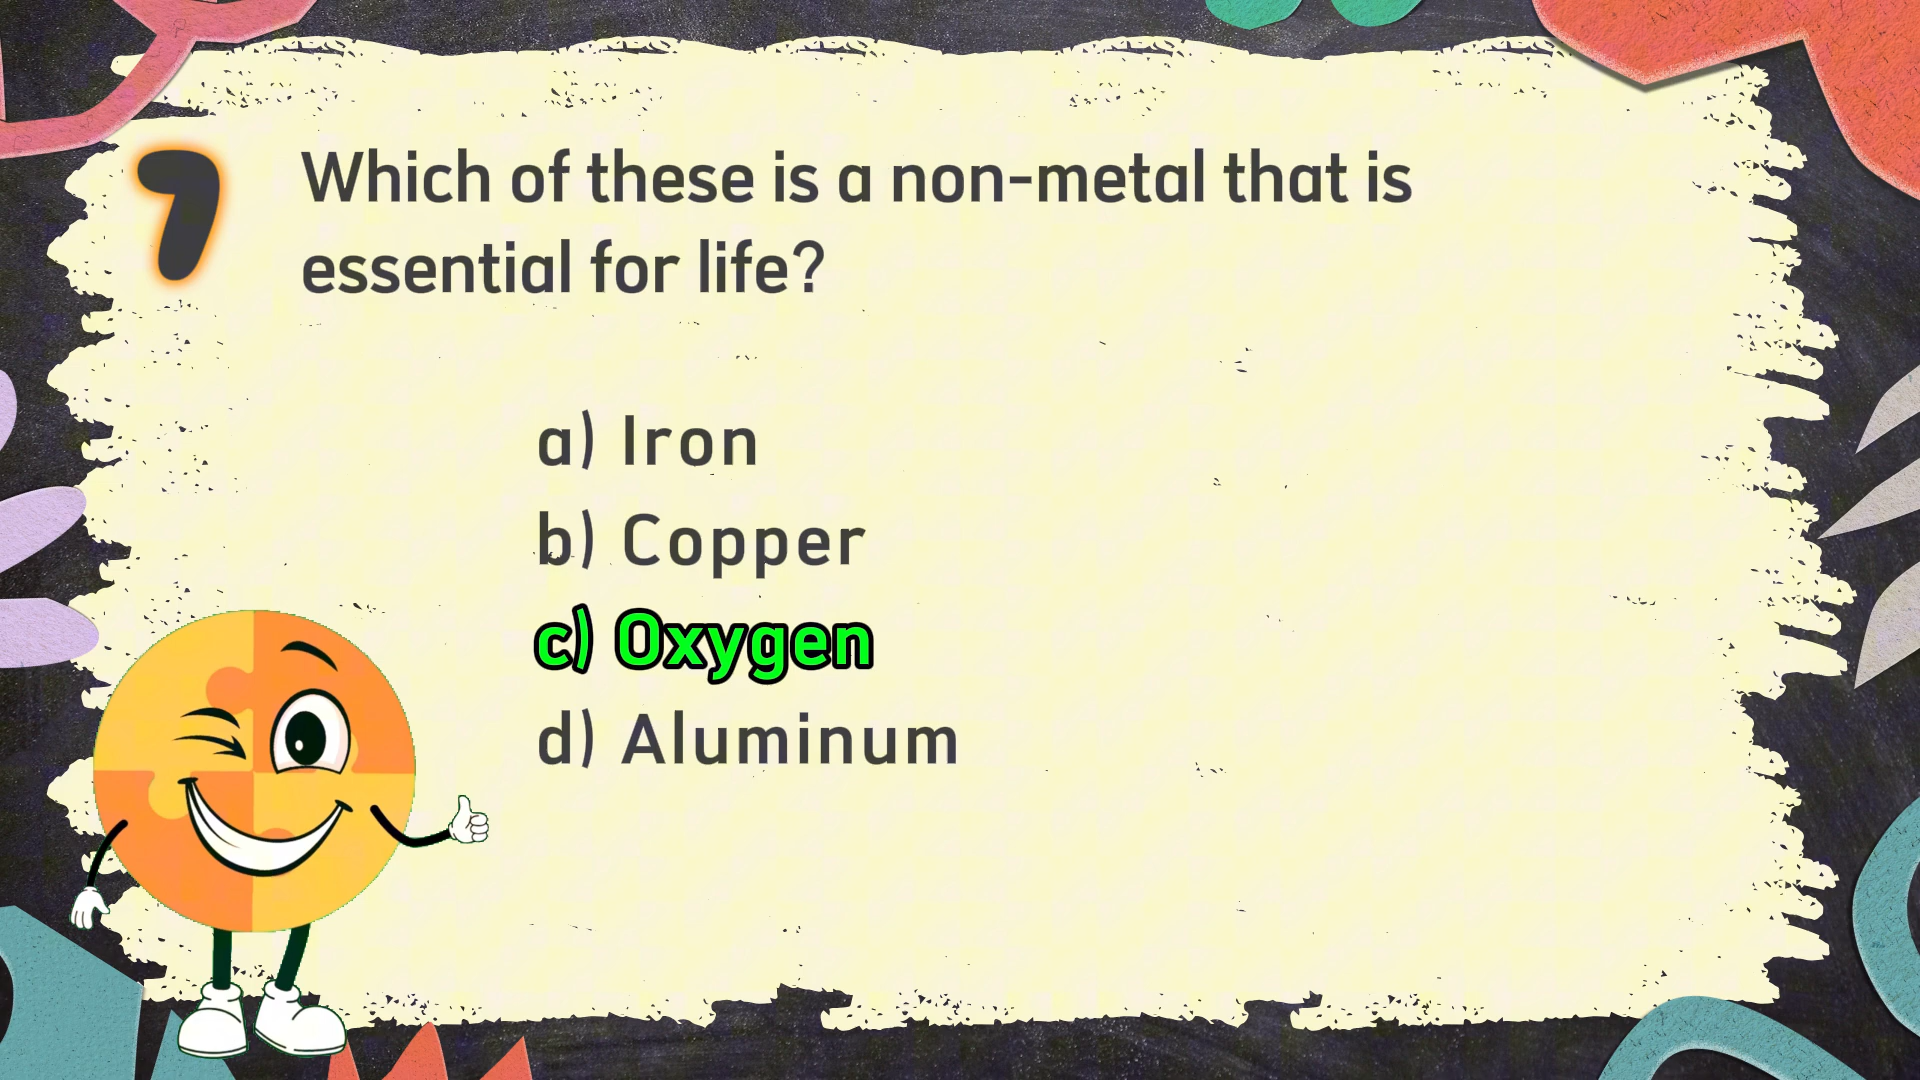 7
Which of these is a non-metal that is
essential for life?
a) Iron
b) Copper
c) Oxygen
d) Aluminum